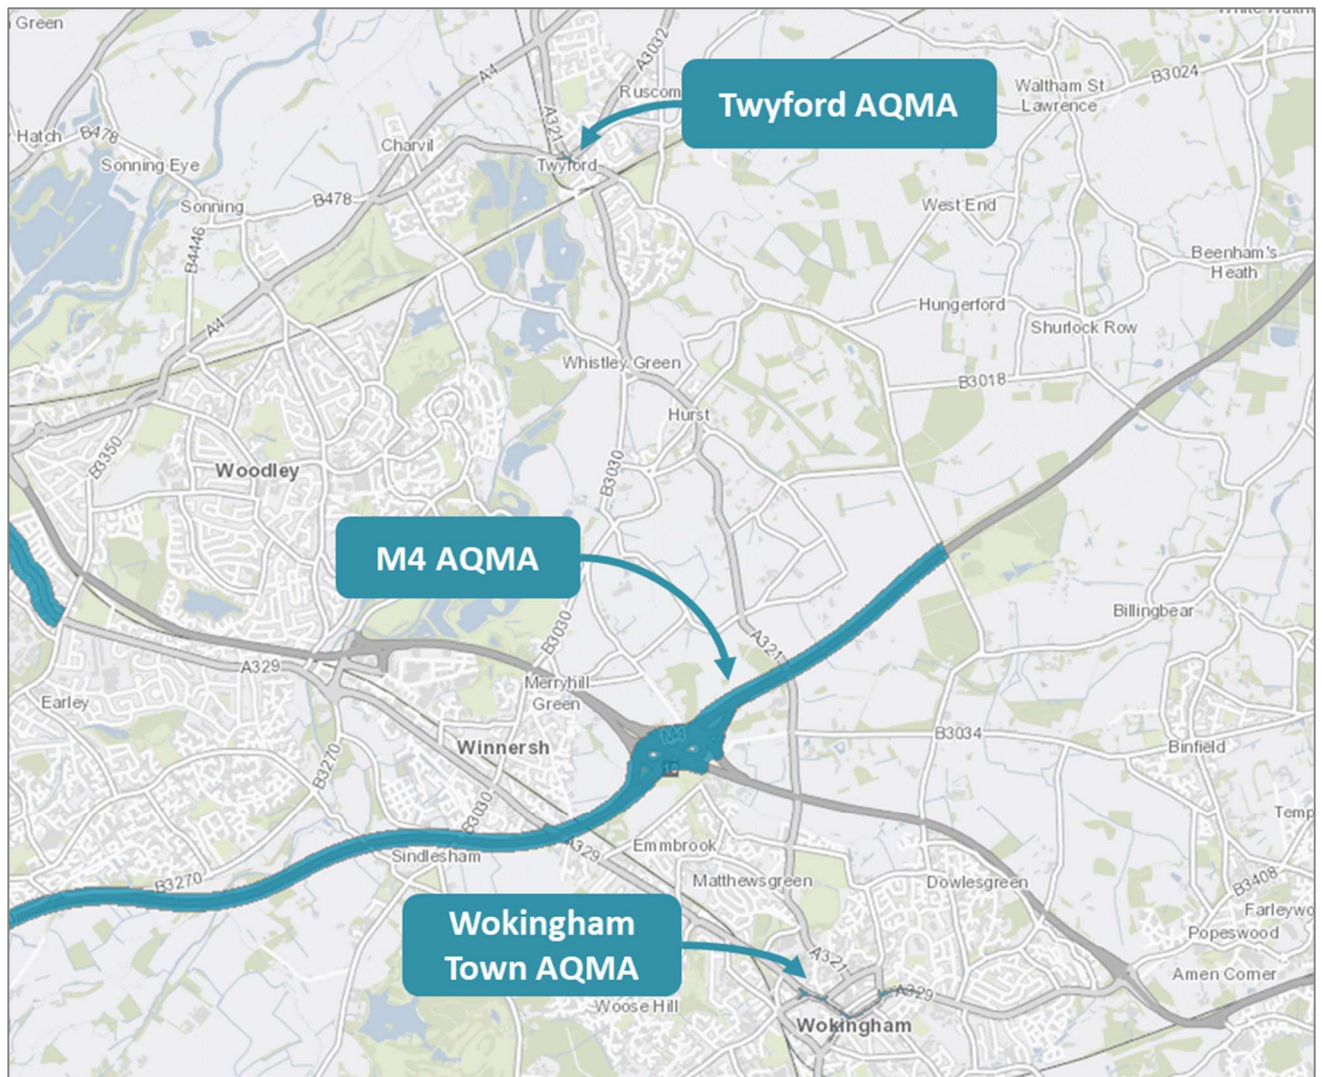 Green
A4
A3032
Ruscom
Twyford AQMA
Waltham St
Lawrence
B3024
Hatch
B478
Sonning Eye
Charvil
A321
Twyford
Sonning
B478
West End
B4446
Beenham's
Heath
A4
Hungerford
Shurlock Row
Whistley Green
B3018
Hurst
B3350
Woodley
B3030
M4 AQMA
Billingbear
B3030
A321
A329
Merryhill
Green
Earley
M4
10
B3034
Winnersh
Binfield
B3270
B3030
Temp
A329
Emmbrook
Sindlesham
B3270
Matthewsgreen
Dowlesgreen
B3408
Farleywo
Popeswood
Wokingham
Town AQMA
A321
Amen Corner
A329
Woose Hill
Wokingham